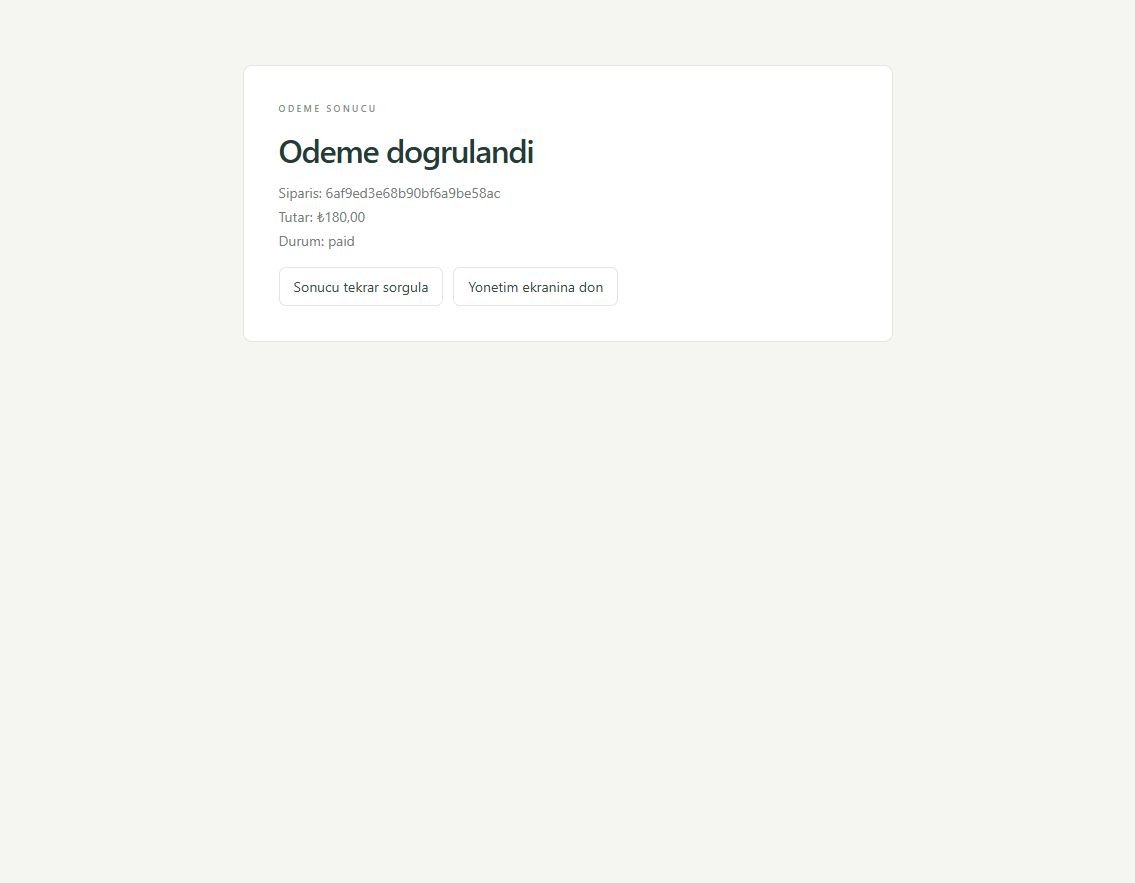 ODEME SONUCU
Odeme dogrulandi
Siparis: 6af9ed3e68b90bf6a9be58ac
Tutar: ₺180,00
Durum: paid
Sonucu tekrar sorgula
Yonetim ekranina don